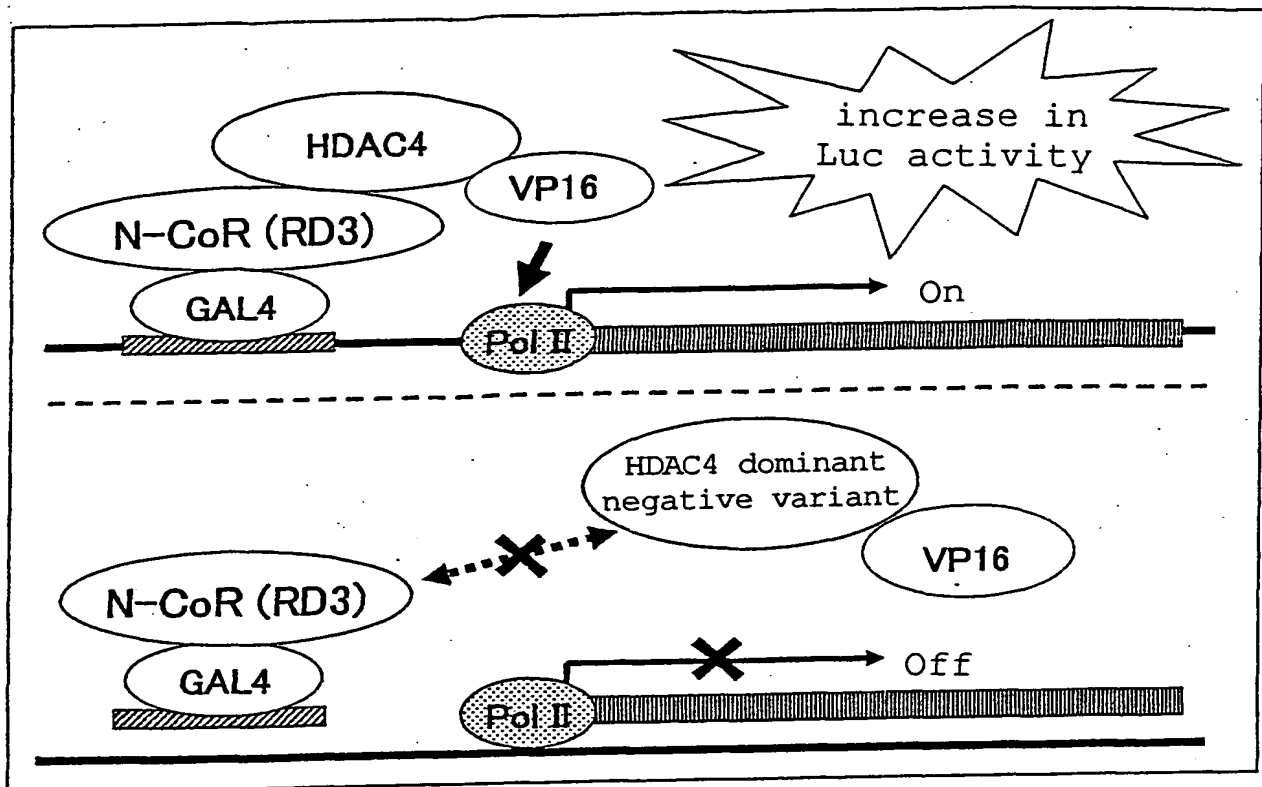 increase in
Luc activity
HDAC4
VP16
N-CoR (RD3)
GAL4
Pol II
On
HDAC4 dominant
negative variant
VP16
N-CoR (RD3)
GAL4
Pol II
Off